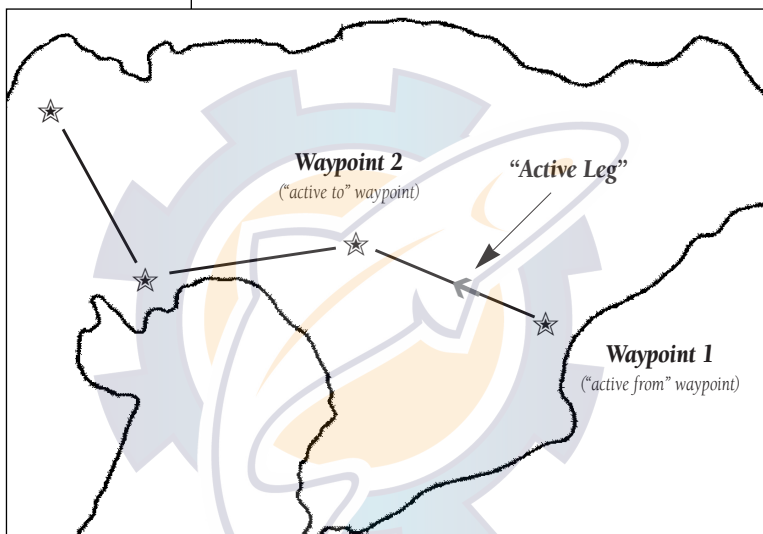 Waypoint 2
(“active to” waypoint)
“Active Leg”
Waypoint 1
(“active from” waypoint)